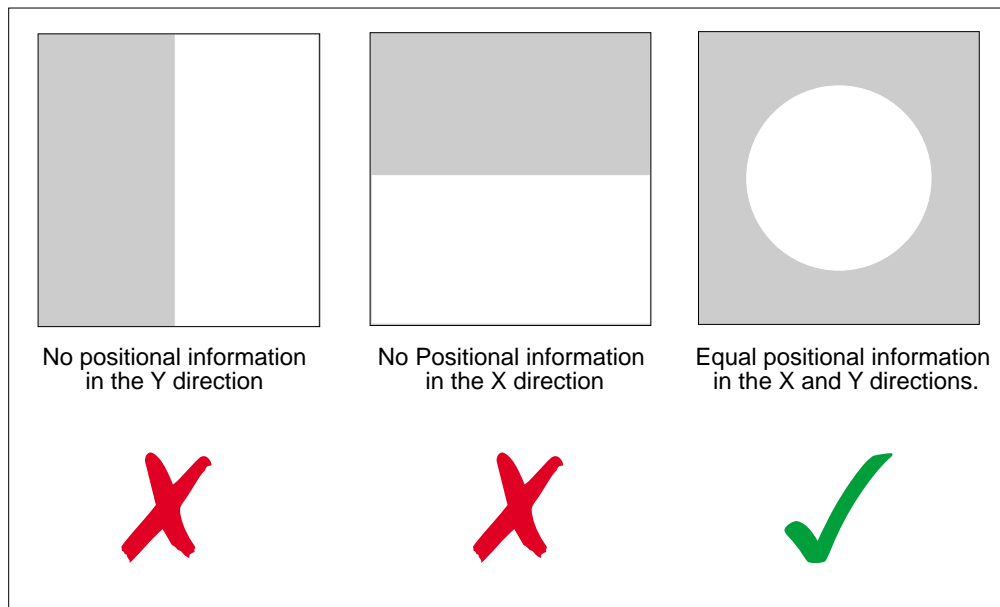 No positional information
in the Y direction
No Positional information
in the X direction
Equal positional information
in the X and Y directions.